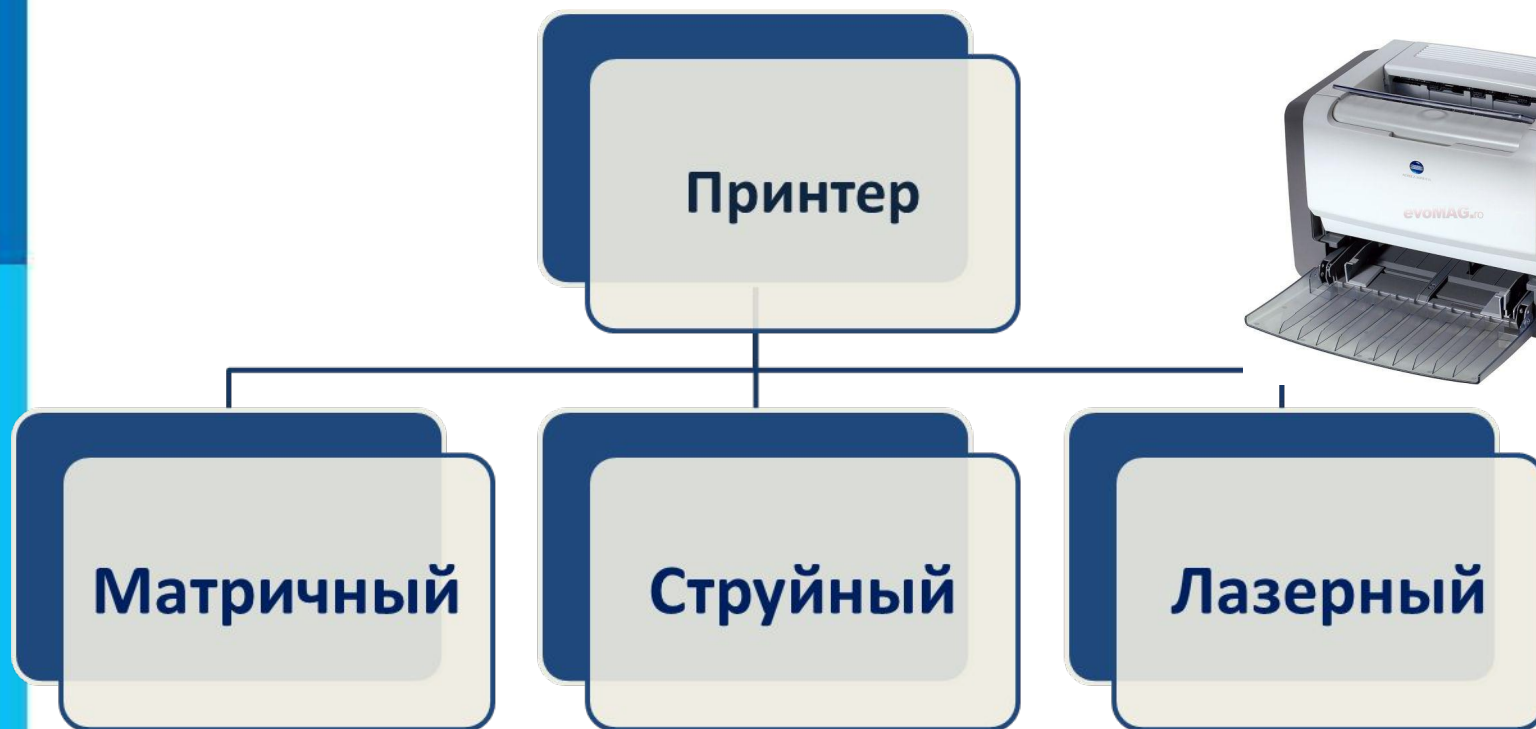 Принтер
evoMAG.ro
Матричный
Струйный
Лазерный